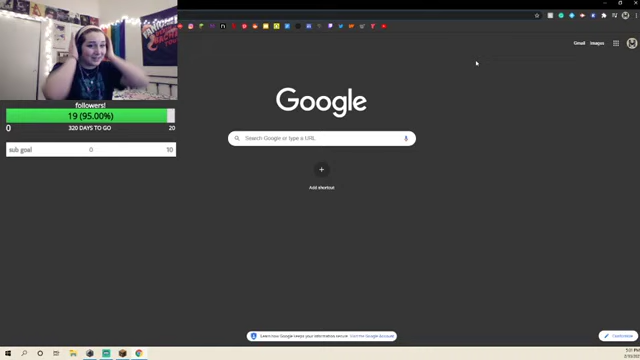 Gmail Images
followers!
19 (95.00%)
0 320 DAYS TO GO 20
sub goal 0 10
Google
Search Google or type a URL
Add shortcut
Customize